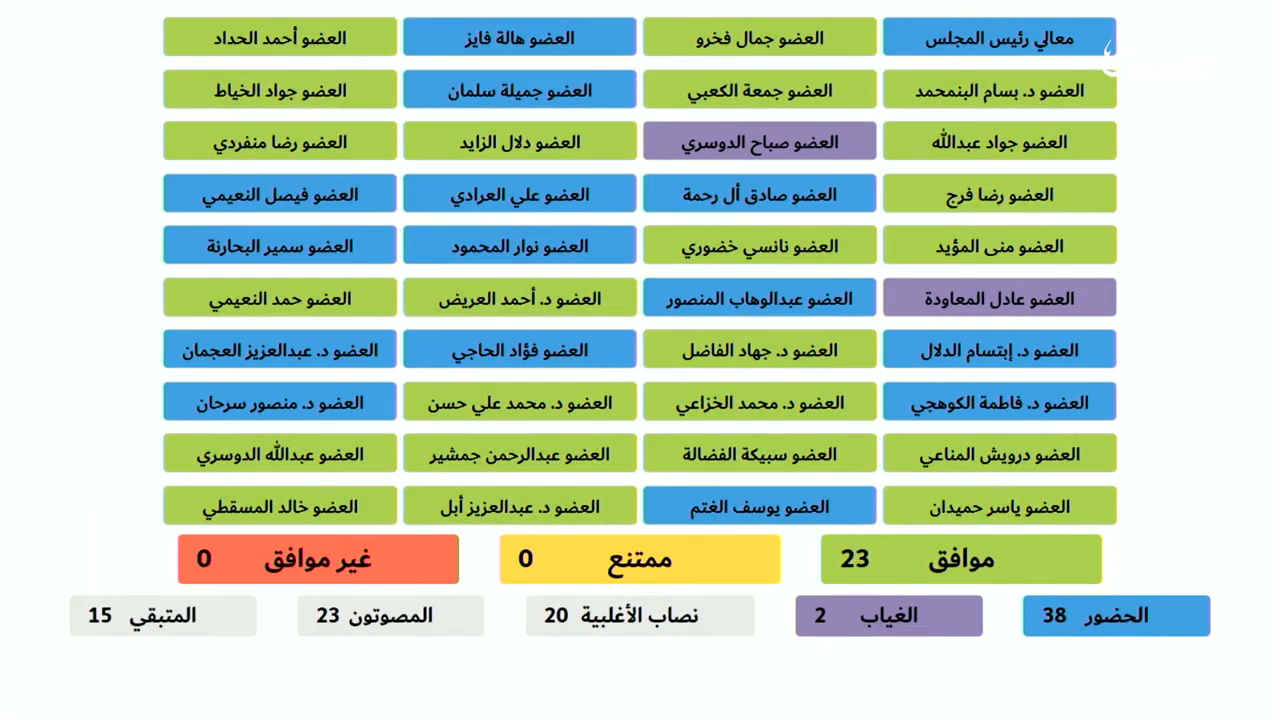 معالي رئيس المجلس العضو جمال فخرو العضو هالة فايز العضو أحمد الحداد
العضو د. بسام البنمحمد العضو جمعة الكعبي العضو جميلة سلمان العضو جواد الخياط
العضو جواد عبدالله العضو صباح الدوسري العضو دلال الزايد العضو رضا منفردي
العضو رضا فرج العضو صادق أل رحمة العضو علي العرادي العضو فيصل النعيمي
العضو منى المؤيد العضو نانسي خضوري العضو نوار المحمود العضو سمير البحارنة
العضو عادل المعاودة العضو عبدالوهاب المنصور العضو د. أحمد العريض العضو حمد النعيمي
العضو د. إبتسام الدلال العضو د. جهاد الفاضل العضو فؤاد الحاجي العضو د. عبدالعزيز العجمان
العضو د. فاطمة الكوهجي العضو د. محمد الخزاعي العضو د. محمد علي حسن العضو د. منصور سرحان
العضو درويش المناعي العضو سبيكة الفضالة العضو عبدالرحمن جمشير العضو عبدالله الدوسري
العضو ياسر حميدان العضو يوسف الغتم العضو د. عبدالعزيز أبل العضو خالد المسقطي
موافق 23 ممتنع 0 غير موافق 0
الحضور 38 الغياب 2 نصاب الأغلبية 20 المصوتون 23 المتبقي 15